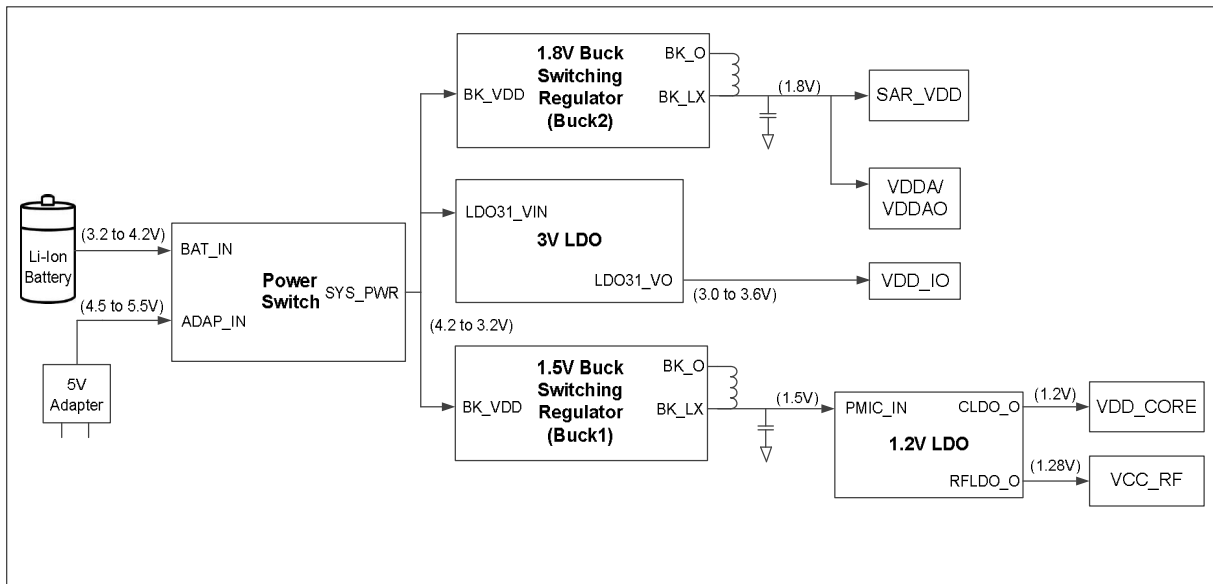 1.8V Buck
Switching
Regulator
(Buck2)
BK_VDD
BK_O
BK_LX
(1.8V)
SAR_VDD
VDDA/
VDDAO
LDO31_VIN
3V LDO
LDO31_VO
(3.0 to 3.6V)
VDD_IO
Li-Ion
Battery
(3.2 to 4.2V)
BAT_IN
Power
Switch
SYS_PWR
(4.5 to 5.5V)
ADAP_IN
(4.2 to 3.2V)
5V
Adapter
1.5V Buck
Switching
Regulator
(Buck1)
BK_VDD
BK_O
BK_LX
(1.5V)
PMIC_IN
1.2V LDO
CLDO_O
(1.2V)
VDD_CORE
RFLDO_O
(1.28V)
VCC_RF